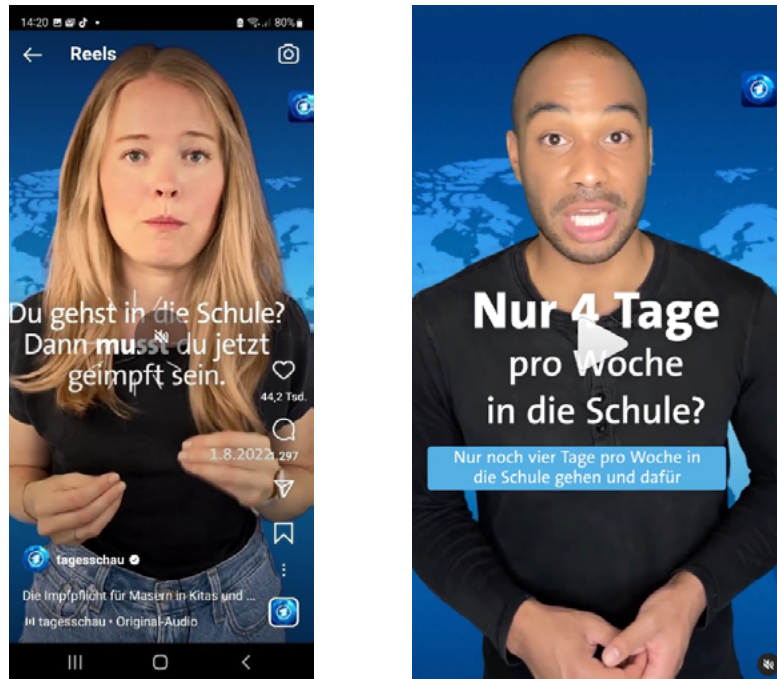 14:20
80%
Reels
Du gehst in die Schule?
Dann musst du jetzt
geimpft sein.
44,2 Tsd.
1.8.2022
1.297
tagesschau
Die Impfpflicht für Masern in Kitas und ...
tagesschau • Original-Audio
Nur 4 Tage
pro Woche
in die Schule?
Nur noch vier Tage pro Woche in
die Schule gehen und dafür